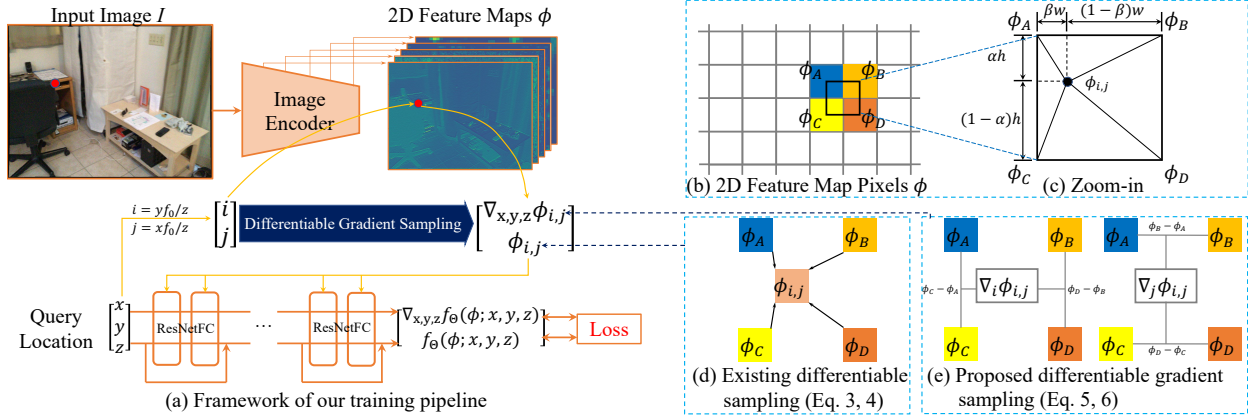 Input Image I
2D Feature Maps ϕ
Image
Encoder
i = yf₀/z
j = xf₀/z
[i
j]
Differentiable Gradient Sampling
[∇x,y,zϕi,j
ϕi,j]
Query
Location
[x
y
z]
ResNetFC
...
ResNetFC
[∇x,y,z fΘ(ϕ; x, y, z)
fΘ(ϕ; x, y, z)]
Loss
(a) Framework of our training pipeline
ϕA ϕB
ϕC ϕD
(b) 2D Feature Map Pixels ϕ
ϕA βw (1 − β)w ϕB
αh
ϕi,j
(1 − α)h
ϕC ϕD
(c) Zoom-in
ϕA ϕB
ϕi,j
ϕC ϕD
(d) Existing differentiable
sampling (Eq. 3, 4)
ϕA ϕB
ϕC − ϕA ∇iϕi,j ϕD − ϕB
ϕC ϕD
ϕA ϕB − ϕA ϕB
∇jϕi,j
ϕC ϕD − ϕC ϕD
(e) Proposed differentiable gradient
sampling (Eq. 5, 6)